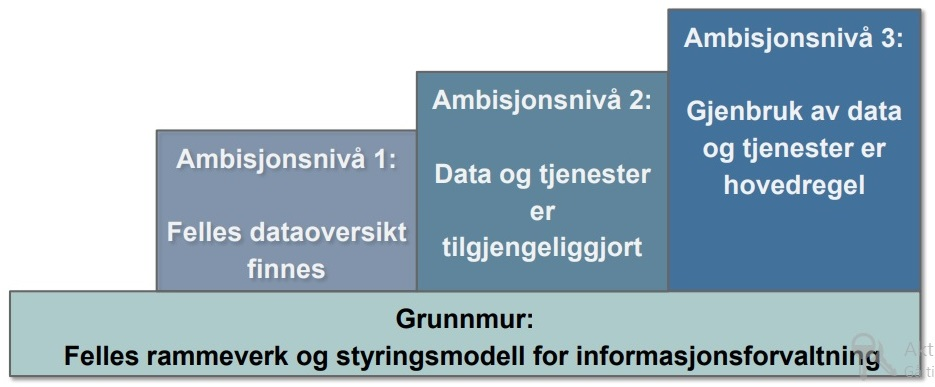 Ambisjonsnivå 1:
Felles dataoversikt
finnes
Ambisjonsnivå 2:
Data og tjenester
er
tilgjengeliggjort
Ambisjonsnivå 3:
Gjenbruk av data
og tjenester er
hovedregel
Grunnmur:
Felles rammeverk og styringsmodell for informasjonsforvaltning